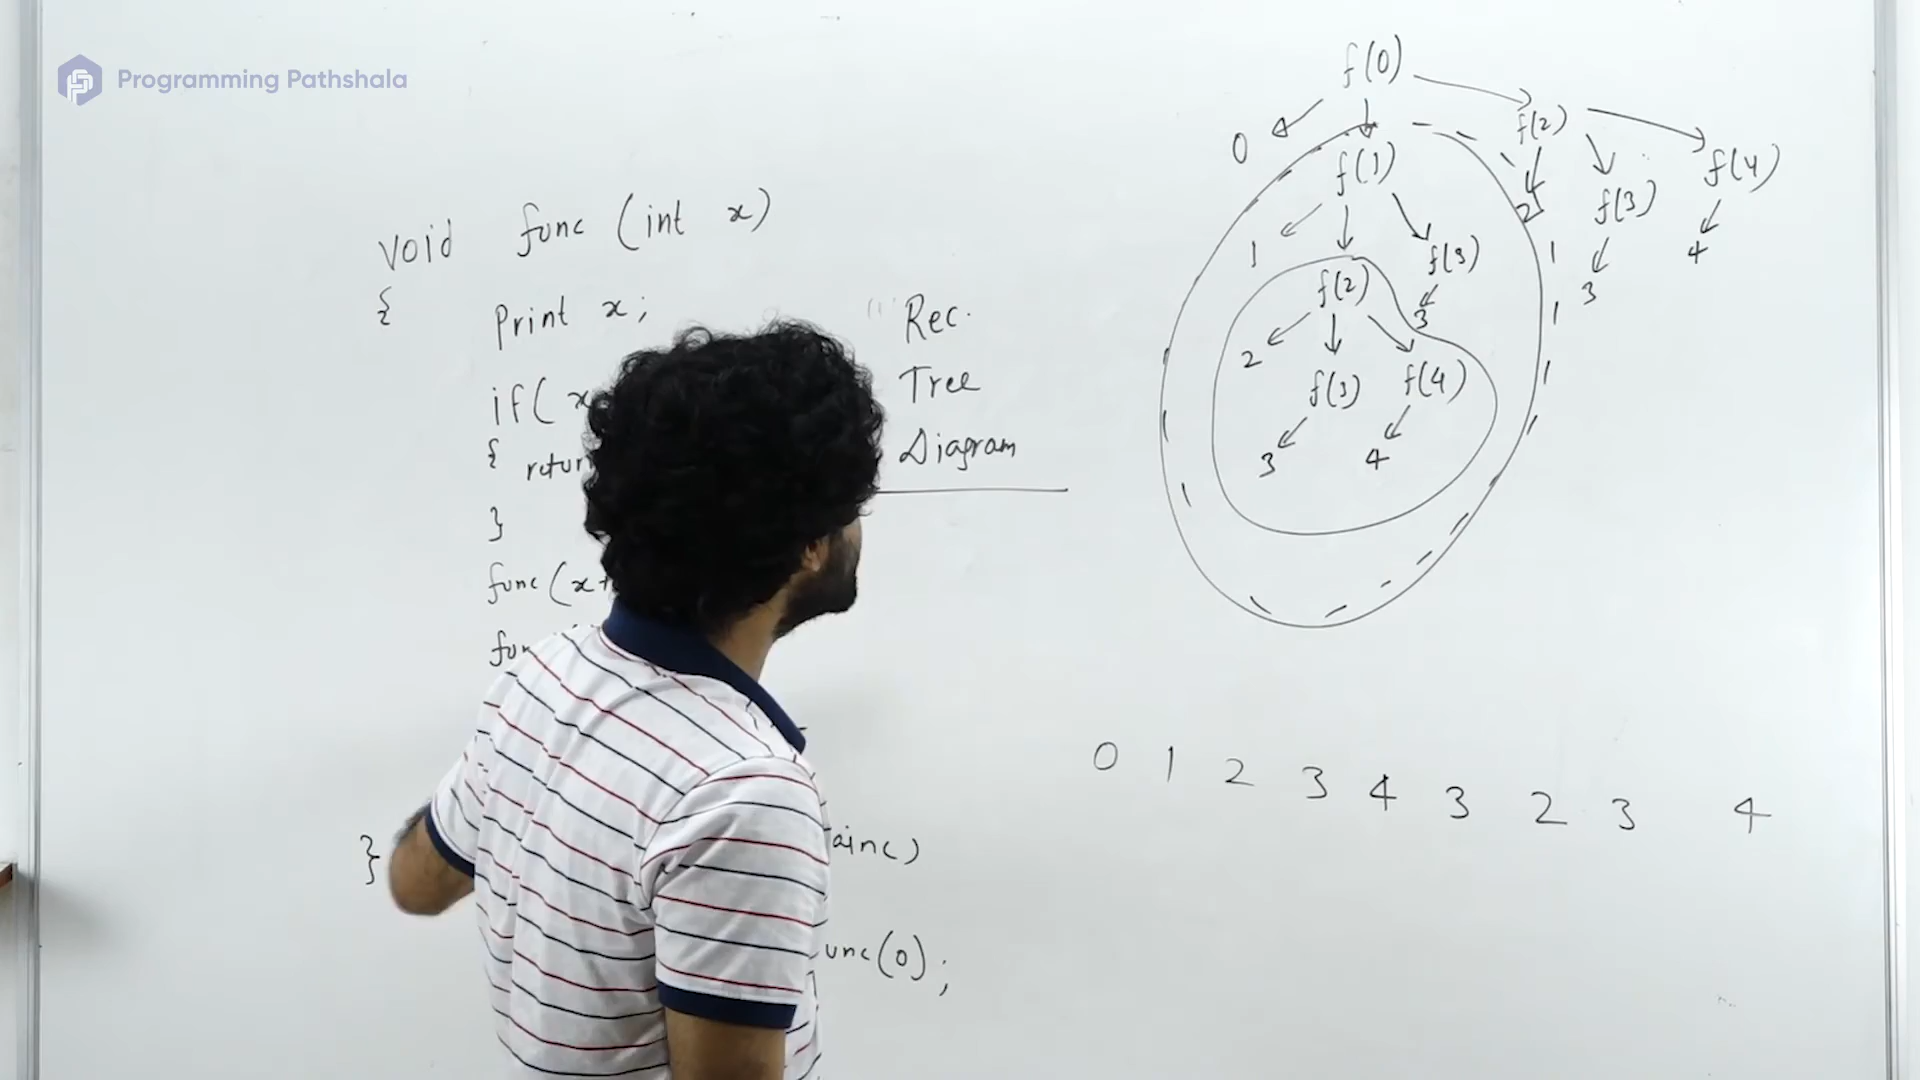 Programming Pathshala
void func (int x)
{
Print x;
if(
{
}
func(
}
func(0);
Rec.
Tree
Diagram
f(0)
0 f(1) f(2) f(4)
1 f(2) f(3) 2 f(3) 4
2 f(3) f(4) 3 3
3 4
0 1 2 3 4 3 2 3 4